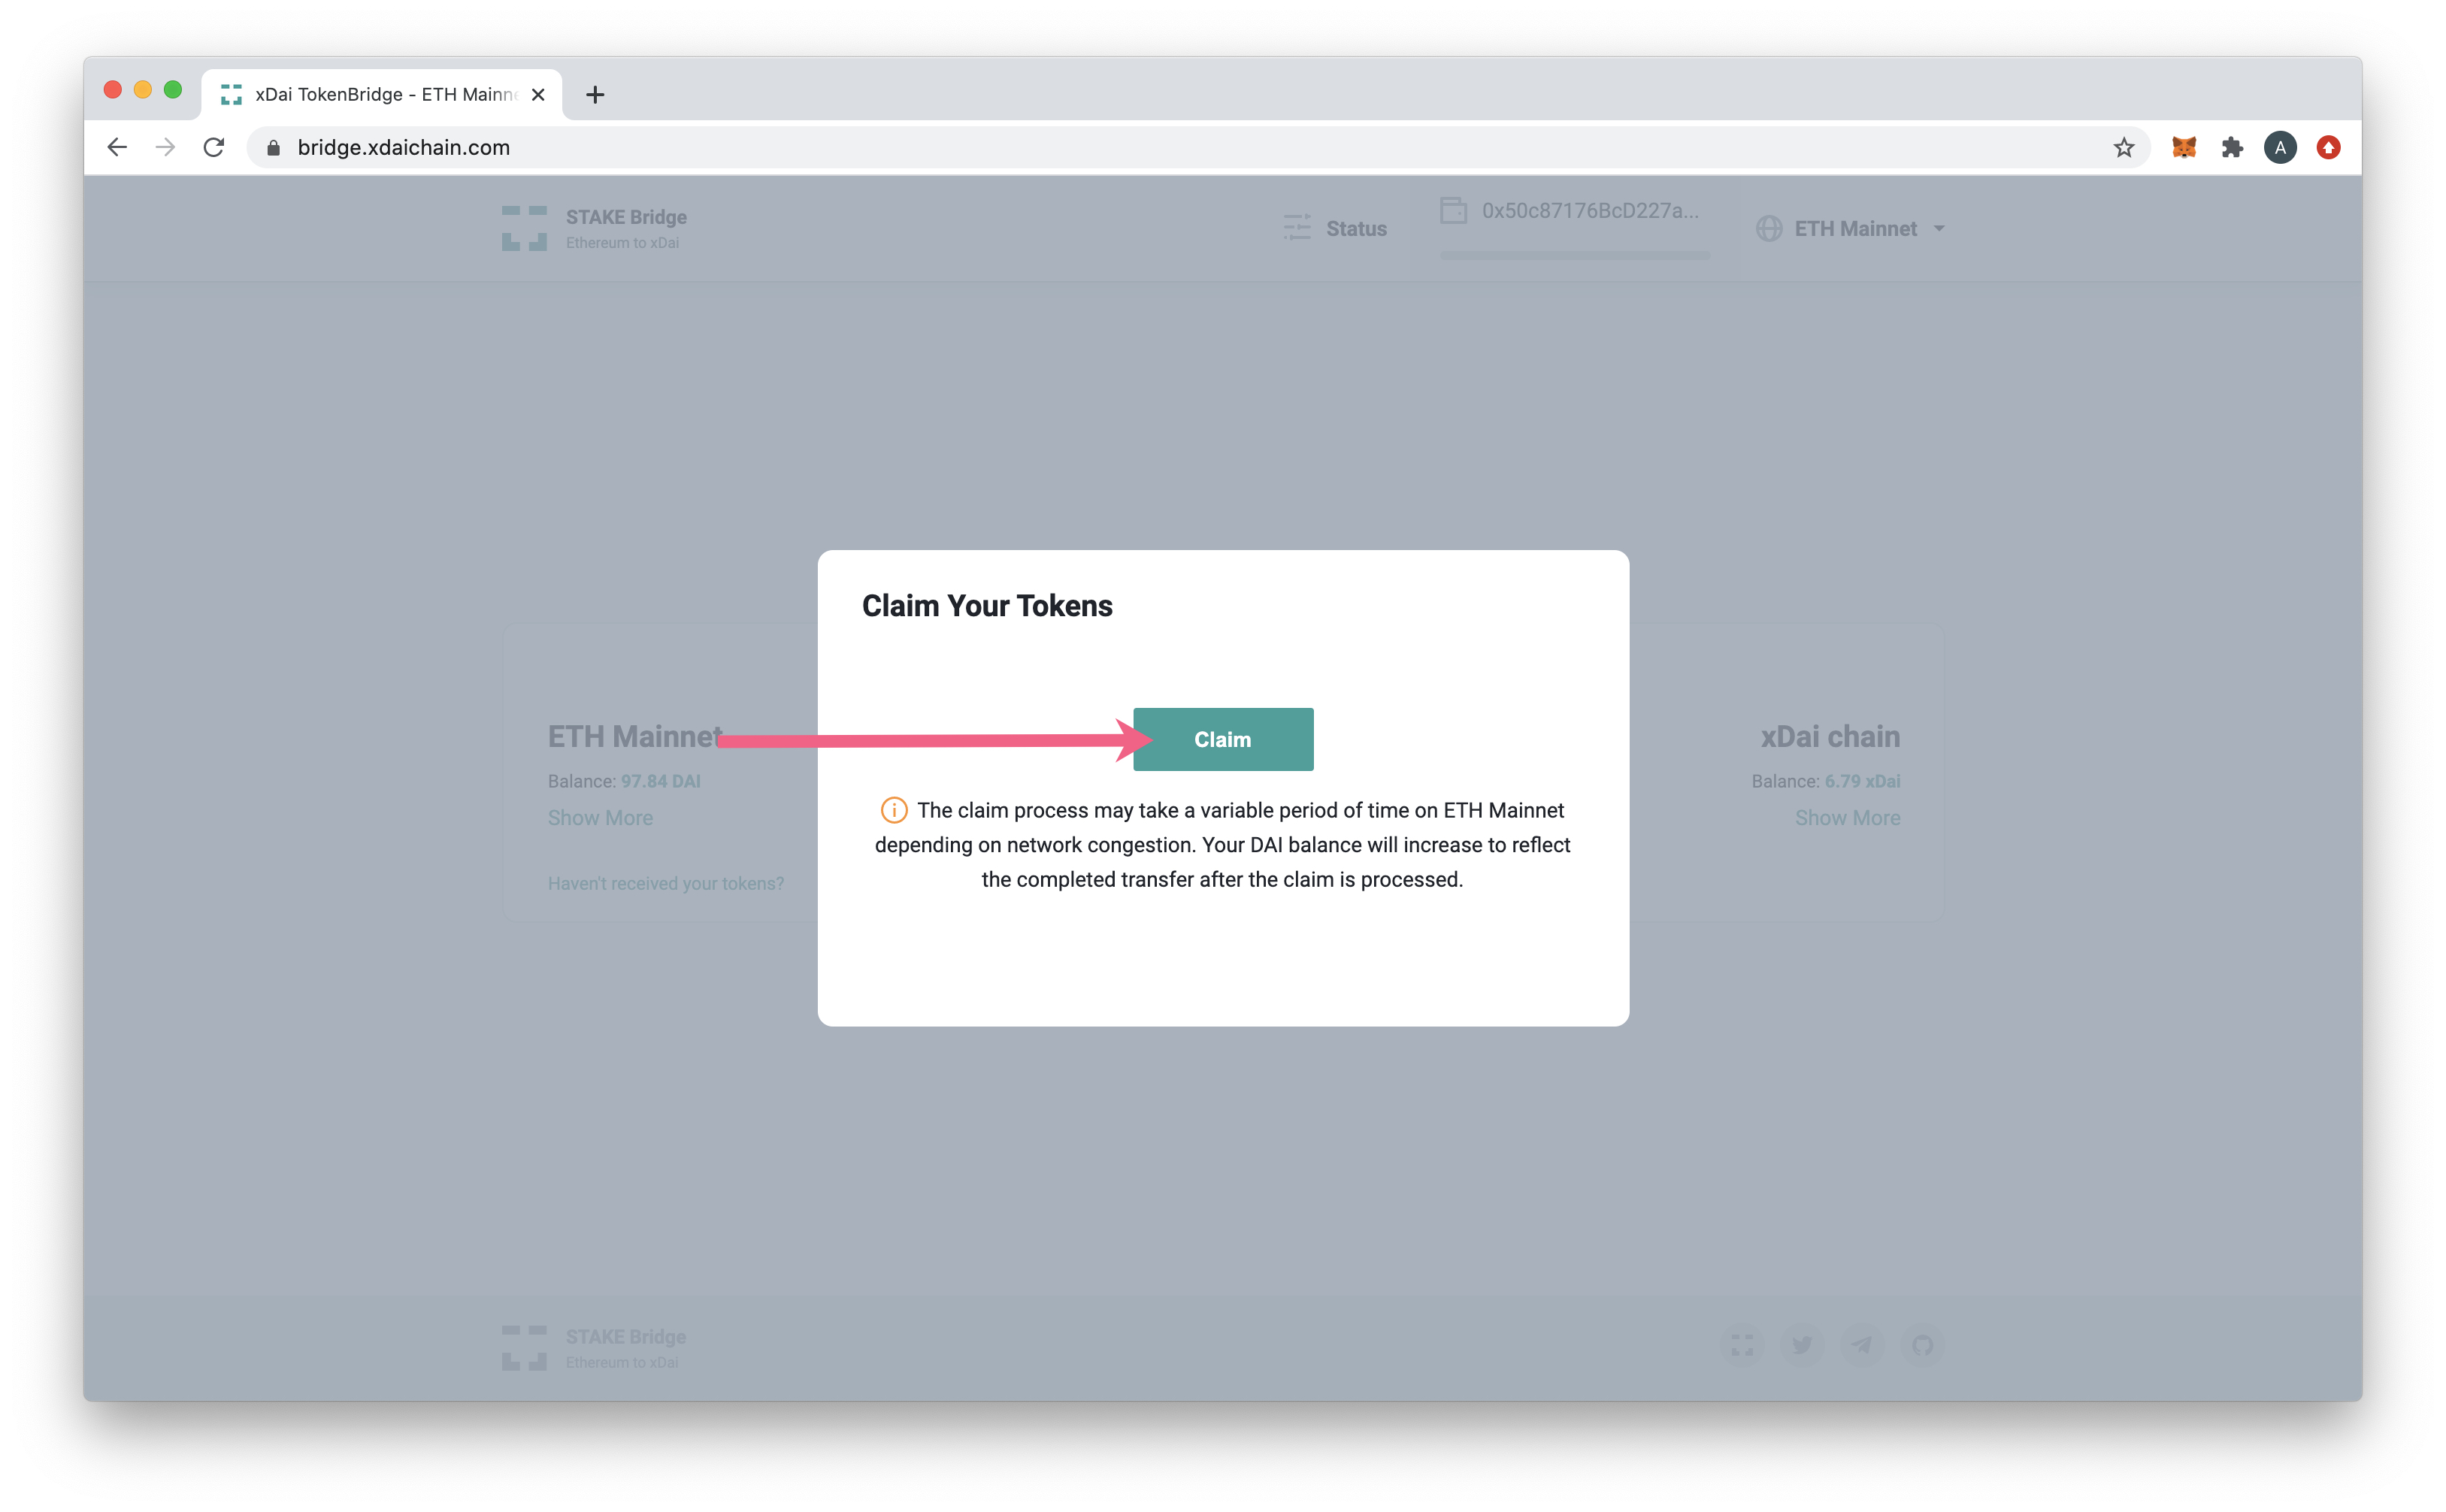 xDai TokenBridge - ETH Mainne
bridge.xdaichain.com
A
STAKE Bridge
Ethereum to xDai
Status
0x50c87176BcD227a...
ETH Mainnet
Claim Your Tokens
ETH Mainnet
Claim
xDai chain
Balance: 97.84 DAI
Balance: 6.79 xDai
Show More
Show More
The claim process may take a variable period of time on ETH Mainnet
depending on network congestion. Your DAI balance will increase to reflect
the completed transfer after the claim is processed.
Haven't received your tokens?
STAKE Bridge
Ethereum to xDai